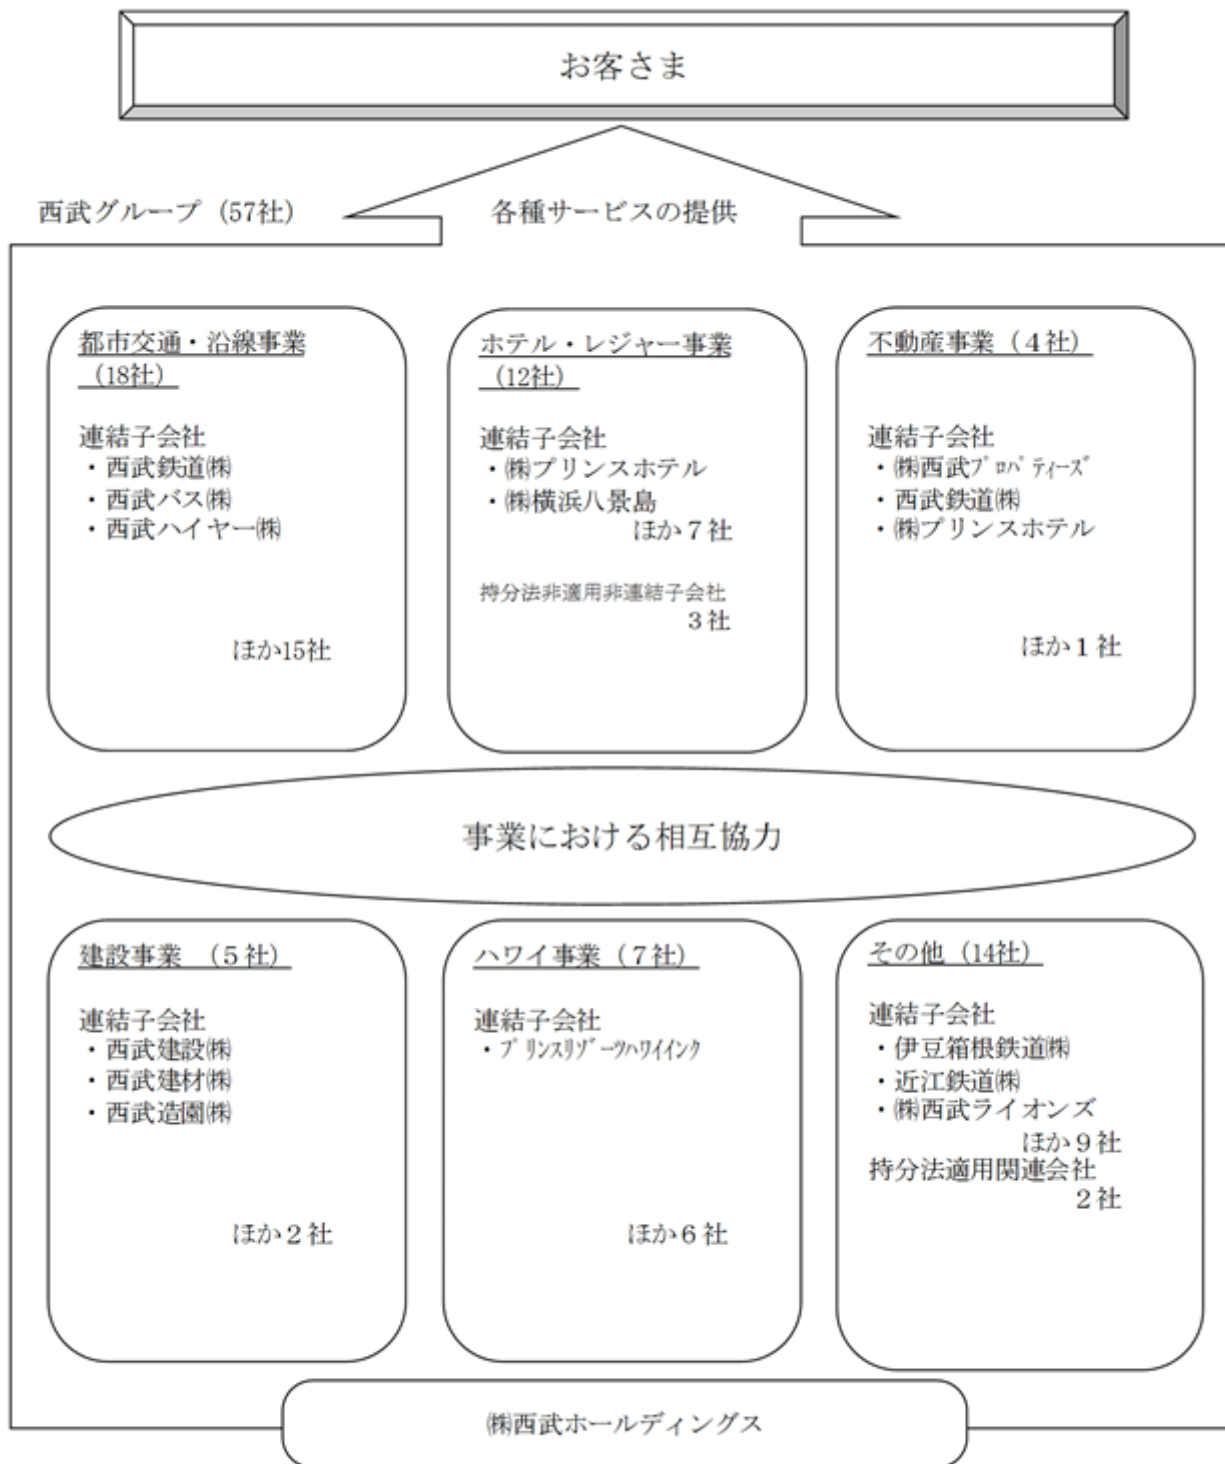 お客さま
西武グループ（57社）
各種サービスの提供
都市交通・沿線事業
（18社）
連結子会社
・西武鉄道㈱
・西武バス㈱
・西武ハイヤー㈱
ほか15社
ホテル・レジャー事業
（12社）
連結子会社
・㈱プリンスホテル
・㈱横浜八景島
ほか７社
持分法非適用非連結子会社
３社
不動産事業（４社）
連結子会社
・㈱西武ﾌﾟﾛﾊﾟﾃｨｰｽﾞ
・西武鉄道㈱
・㈱プリンスホテル
ほか１社
事業における相互協力
建設事業　（５社）
連結子会社
・西武建設㈱
・西武建材㈱
・西武造園㈱
ほか２社
ハワイ事業（７社）
連結子会社
・ﾌﾟﾘﾝｽﾘｿﾞｰﾂﾊﾜｲｲﾝｸ
ほか６社
その他（14社）
連結子会社
・伊豆箱根鉄道㈱
・近江鉄道㈱
・㈱西武ライオンズ
ほか９社
持分法適用関連会社
２社
㈱西武ホールディングス